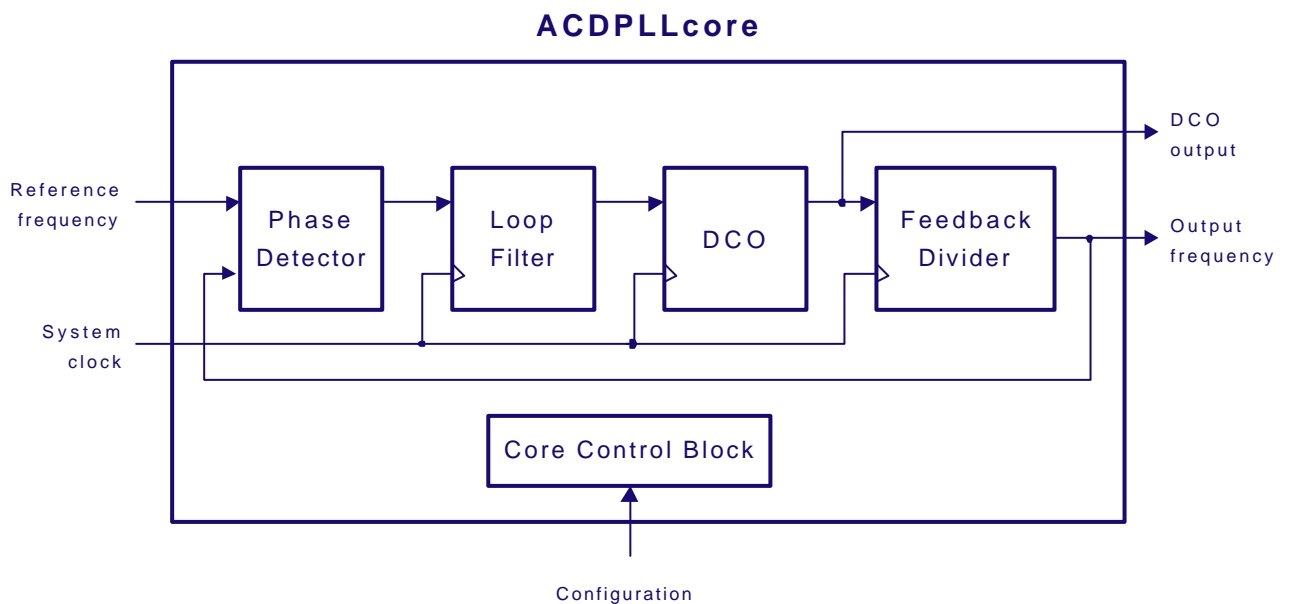 ACDPLLcore
DCO
output
Reference
frequency
Phase
Detector
Loop
Filter
DCO
Feedback
Divider
Output
frequency
System
clock
Core Control Block
Configuration